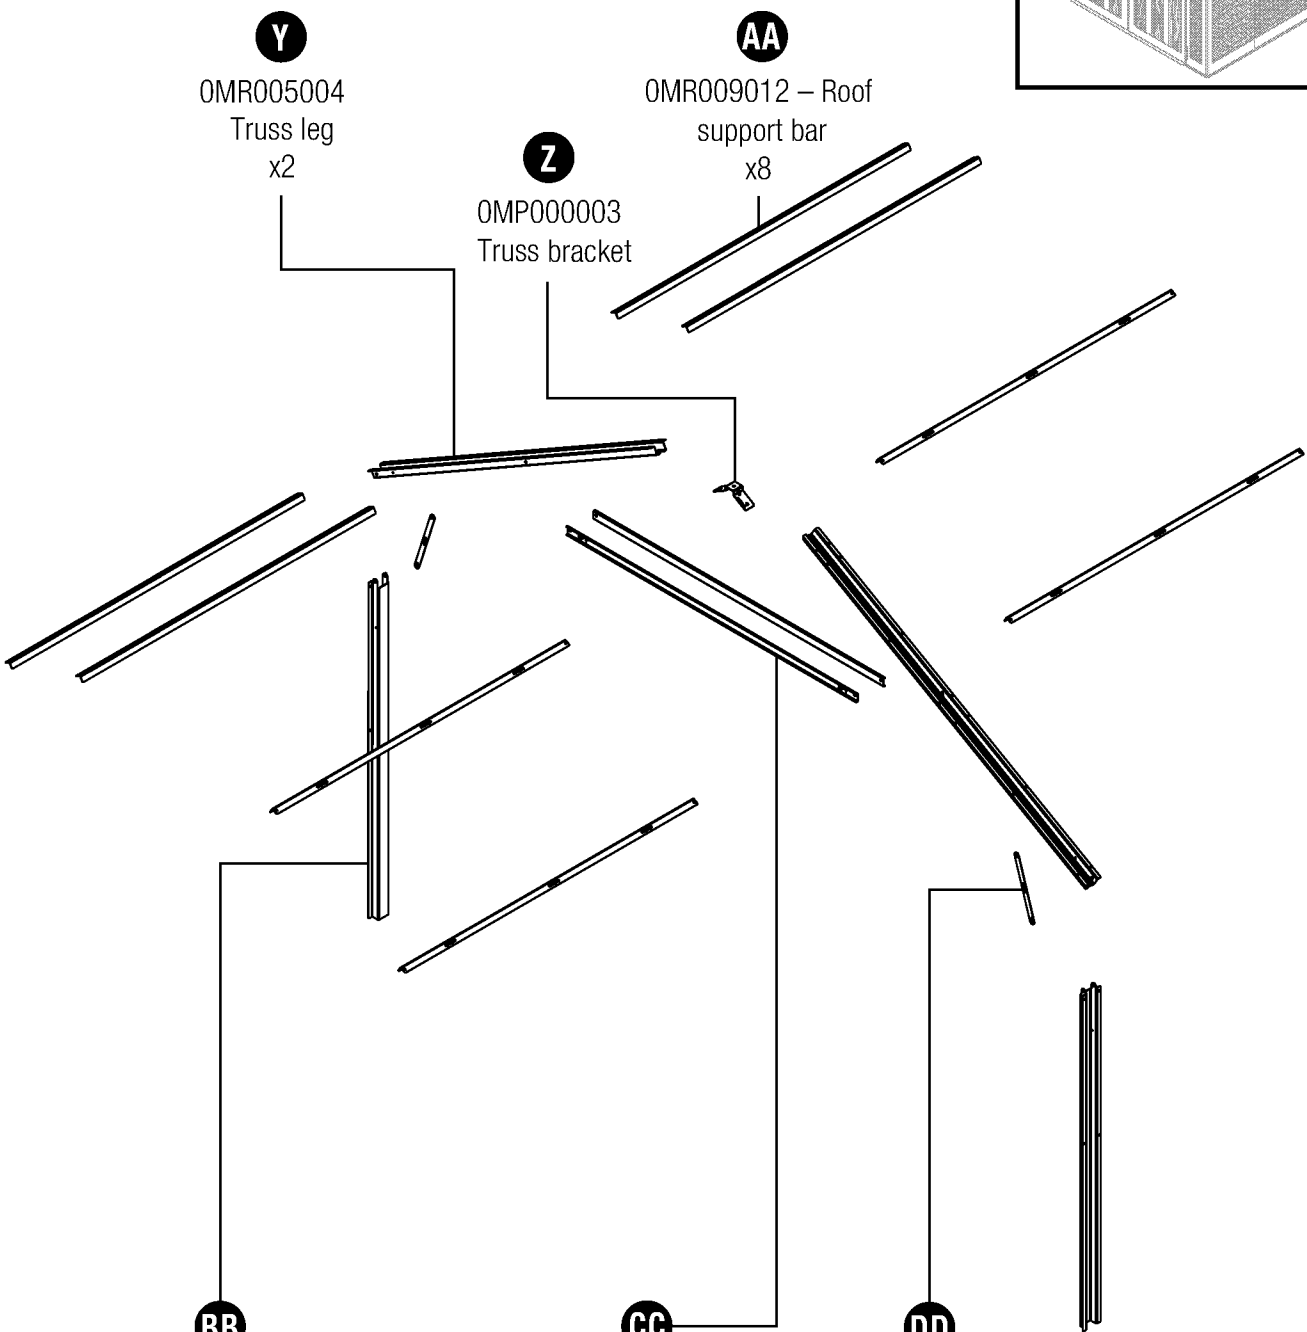 Y
0MR005004
Truss leg
x2
Z
0MP000003
Truss bracket
AA
0MR009012 – Roof
support bar
x8
BB
CC
DD